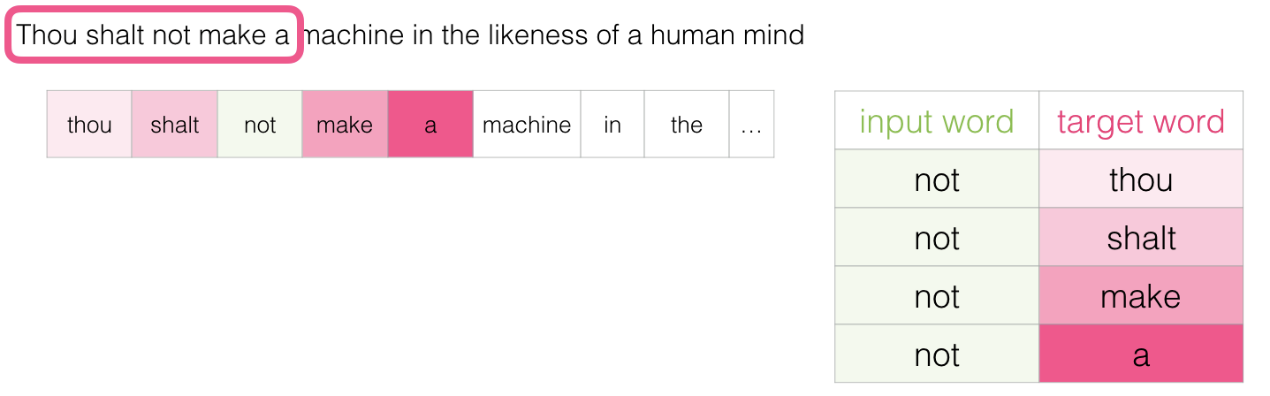 Thou shalt not make a machine in the likeness of a human mind
thou shalt not make a machine in the ...
input word target word
not thou
not shalt
not make
not a